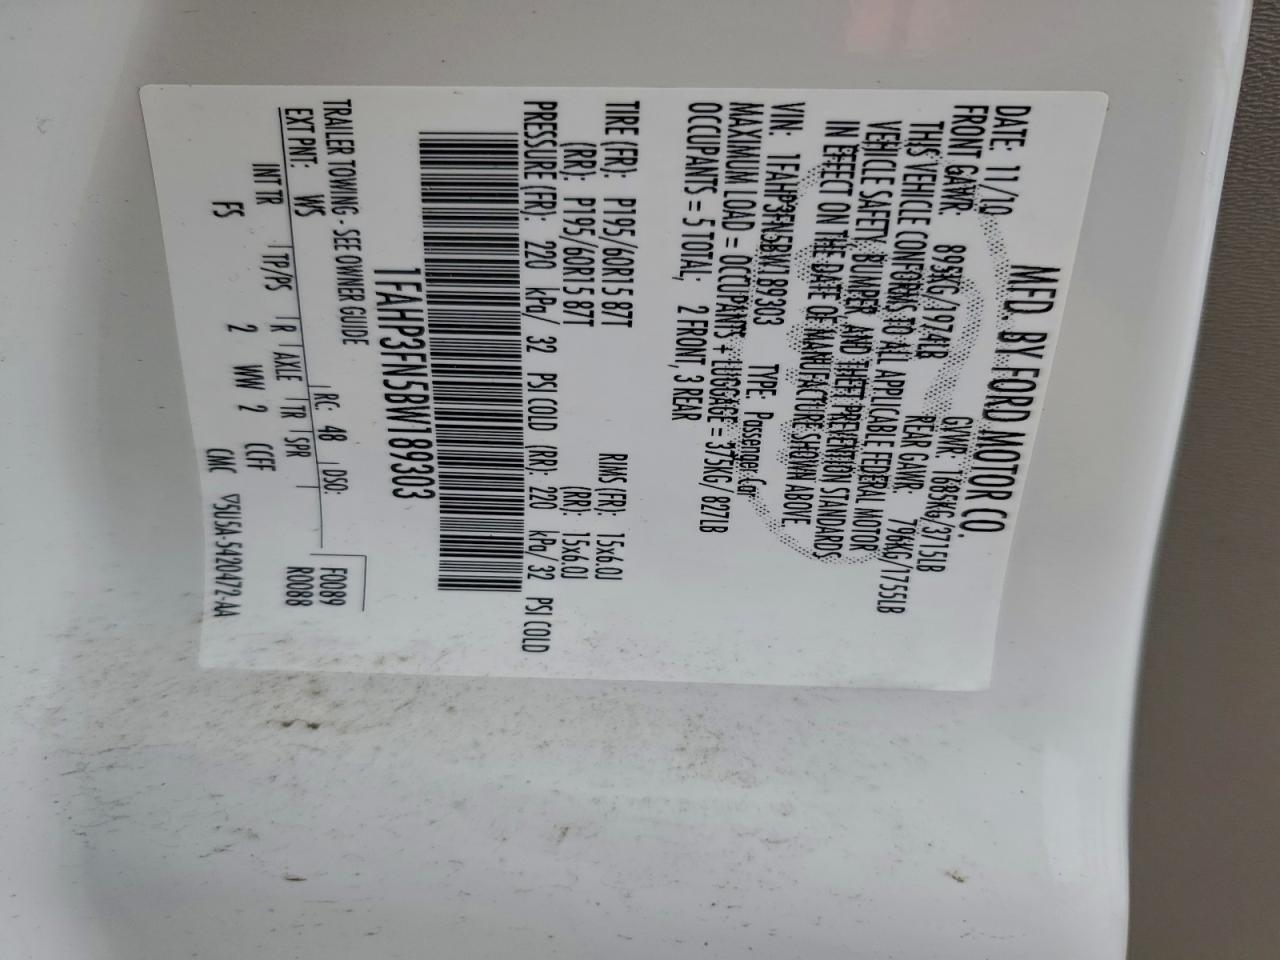 MFD. BY FORD MOTOR CO.
DATE: 11/10 GVWR: 1685KG/3715LB
FRONT GAWR: 895KG/1974LB REAR GAWR: 796KG/1755LB
THIS VEHICLE CONFORMS TO ALL APPLICABLE FEDERAL MOTOR
VEHICLE SAFETY, BUMPER, AND THEFT PREVENTION STANDARDS
IN EFFECT ON THE DATE OF MANUFACTURE SHOWN ABOVE.
VIN: 1FAHP3FN5BW189303 TYPE: Passenger Car
MAXIMUM LOAD = OCCUPANTS + LUGGAGE = 375KG/ 827LB
OCCUPANTS = 5 TOTAL; 2 FRONT, 3 REAR
TIRE (FR): P195/60R15 87T RIMS (FR): 15x6.0J
(RR): P195/60R15 87T (RR): 15x6.0J
PRESSURE (FR): 220 kPa/ 32 PSI COLD (RR): 220 kPa/ 32 PSI COLD
1FAHP3FN5BW189303
TRAILER TOWING - SEE OWNER GUIDE
EXT PNT: WS RC: 48 DSO: F0089
INT TR TP/PS R AXLE TR SPR R0088
FS 2 WW 2 CCFF
CMC ▽5U5A-5420472-AA